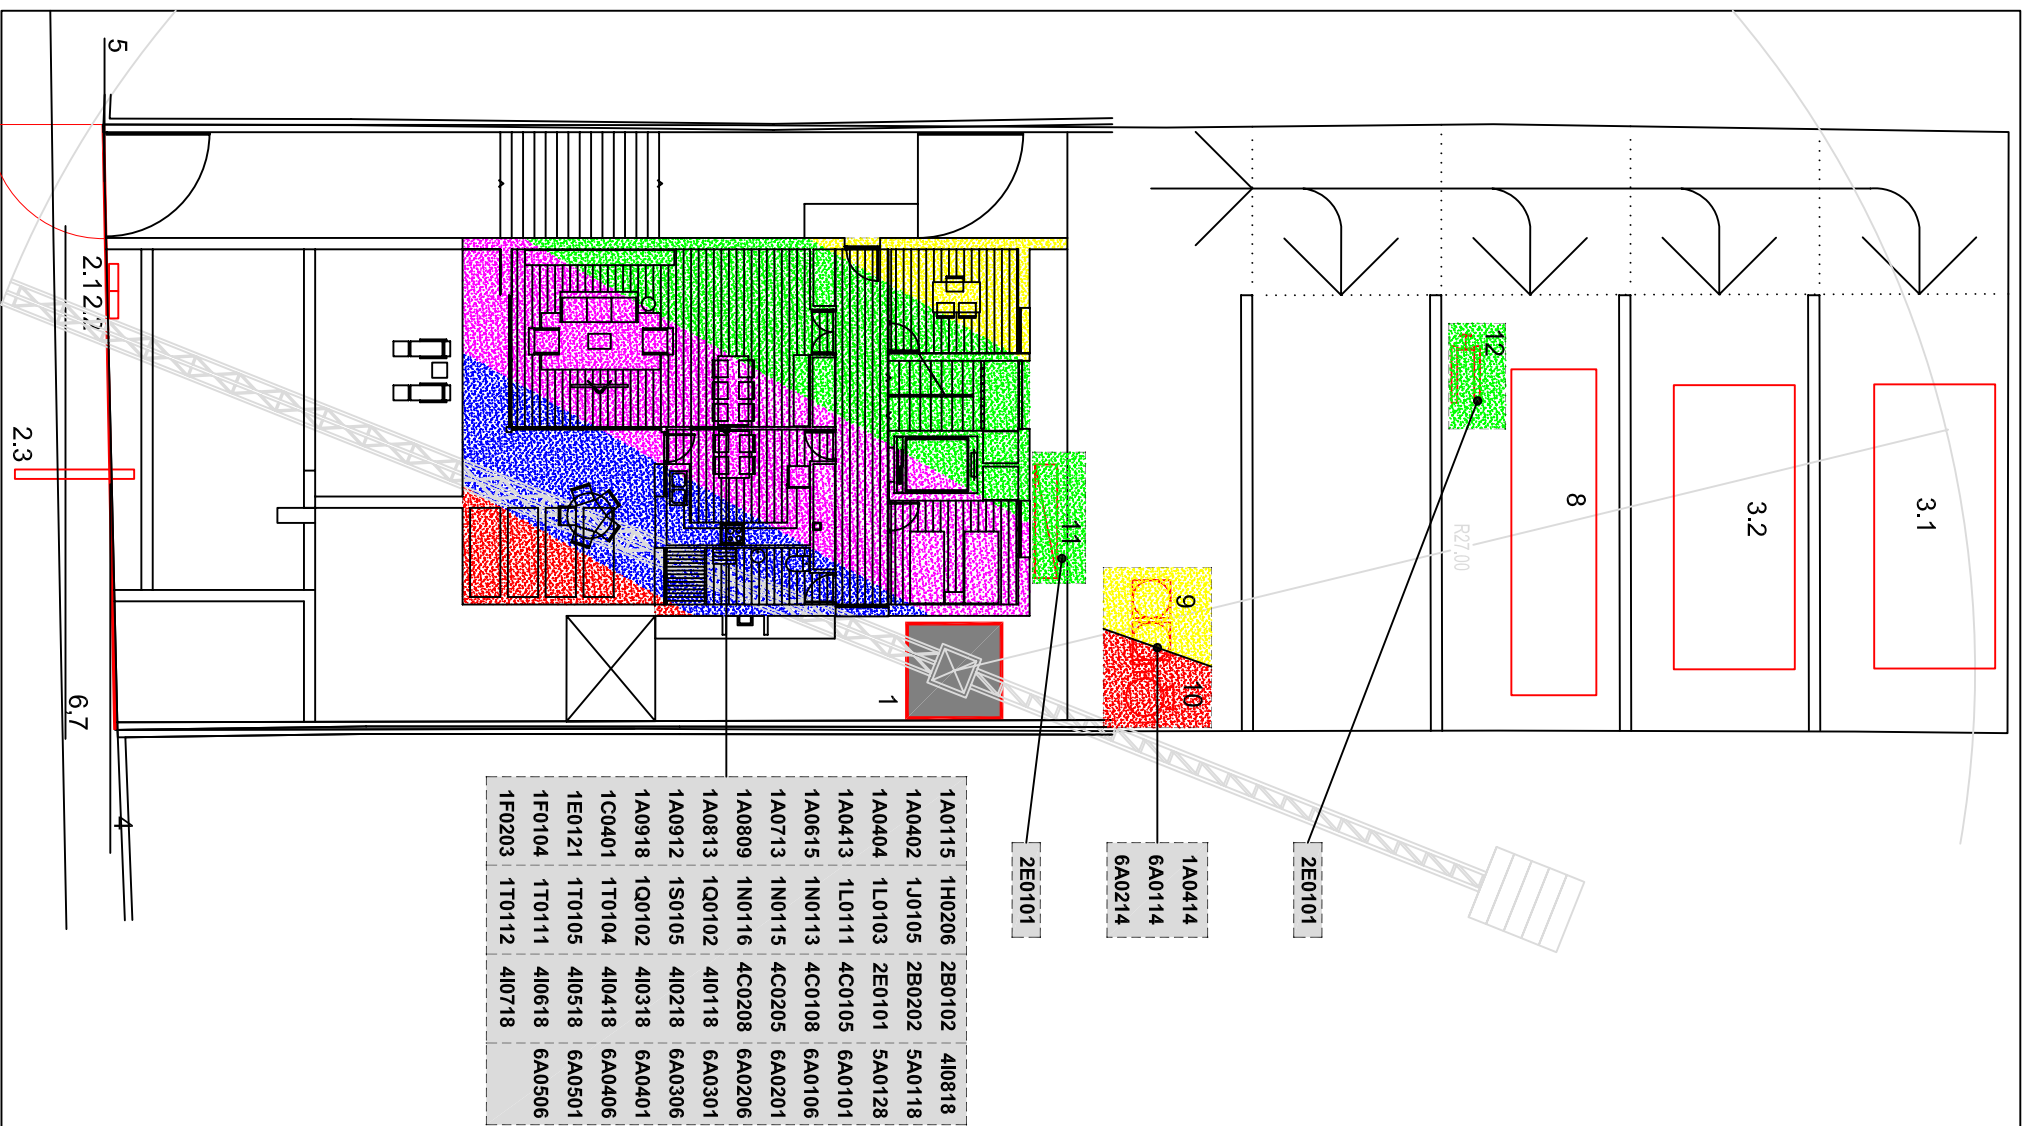 3.1
3.2
8
12
R27,00
2E0101
9
10
1A0414
6A0114
6A0214
11
2E0101
1
1A0115 1H0206 2B0102 4I0818
1A0402 1J0105 2B0202 5A0118
1A0404 1L0103 2E0101 5A0128
1A0413 1L0111 4C0105 6A0101
1A0615 1N0113 4C0108 6A0106
1A0713 1N0115 4C0205 6A0201
1A0809 1N0116 4C0208 6A0206
1A0813 1Q0102 4I0118 6A0301
1A0912 1S0105 4I0218 6A0306
1A0918 1Q0102 4I0318 6A0401
1C0401 1T0104 4I0418 6A0406
1E0121 1T0105 4I0518 6A0501
1F0104 1T0111 4I0618 6A0506
1F0203 1T0112 4I0718
5
4
2.1 2.2
6,7
2.3